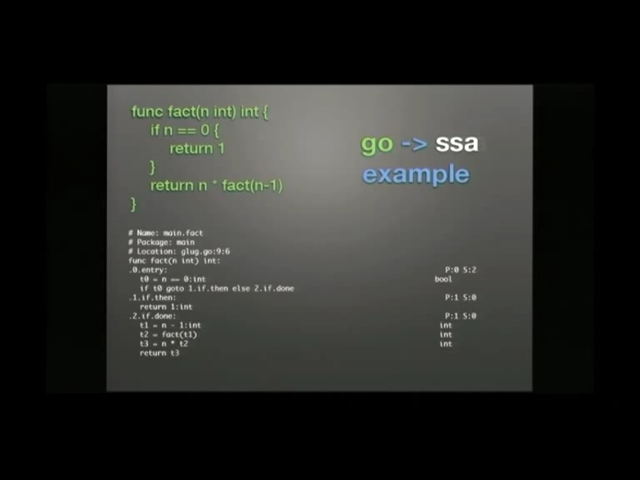 func fact(n int) int {
if n == 0 {
return 1
}
return n * fact(n-1)
}
go -> ssa
example
# Name: main.fact
# Package: main
# Location: glug.go:9:6
func fact(n int) int:
.0.entry: P:0 S:2
t0 = n == 0:int bool
if t0 goto 1.if.then else 2.if.done
.1.if.then: P:1 S:0
return 1:int
.2.if.done: P:1 S:0
t1 = n - 1:int int
t2 = fact(t1) int
t3 = n * t2 int
return t3